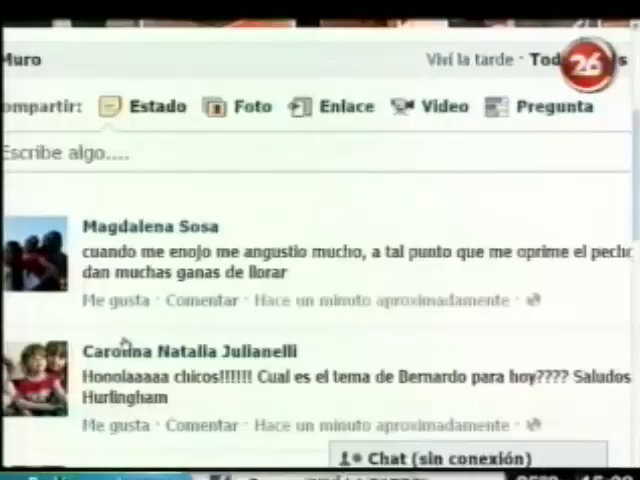 Muro
Viví la tarde ·
26
ompartir: Estado Foto Enlace Video Pregunta
Escribe algo....
Magdalena Sosa
cuando me enojo me angustio mucho, a tal punto que me oprime el pecho
dan muchas ganas de llorar
Me gusta · Comentar · Hace un minuto aproximadamente ·
Carolina Natalia Julianelli
Hooolaaaaa chicos!!!!!! Cual es el tema de Bernardo para hoy???? Saludos
Hurlingham
Me gusta · Comentar · Hace un minuto aproximadamente ·
Chat (sin conexión)